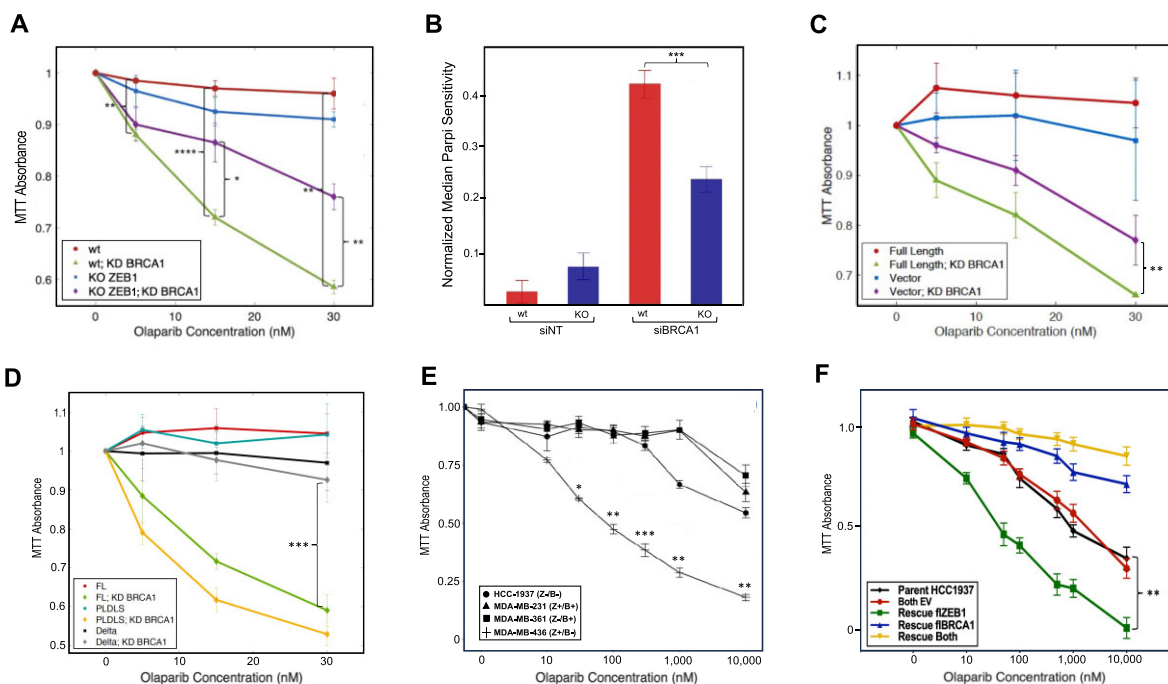 A
1
0.9
0.8
0.7
0.6
MTT Absorbance
**
****
*
**
**
wt
wt; KD BRCA1
KO ZEB1
KO ZEB1;KD BRCA1
0
10
20
30
Olaparib Concentration (nM)
B
***
0.4
0.3
0.2
0.1
Normalized Median Parpi Sensitivity
wt
KO
wt
KO
siNT
siBRCA1
C
1.1
1
0.9
0.8
0.7
MTT Absorbance
**
Full Length
Full Length; KD BRCA1
Vector
Vector; KD BRCA1
0
10
20
30
Olaparib Concentration (nM)
D
1.1
1
0.9
0.8
0.7
0.6
0.5
MTT Absorbance
***
FL
FL; KD BRCA1
PLDLS
PLDLS; KD BRCA1
Delta
Delta; KD BRCA1
0
10
20
30
Olaparib Concentration (nM)
E
1.00
0.75
0.50
0.25
0
MTT Absorbance
*
**
***
**
**
HCC-1937 (Z-/B-)
MDA-MB-231 (Z+/B+)
MDA-MB-361 (Z-/B+)
MDA-MB-436 (Z+/B-)
0
10
100
1,000
10,000
Olaparib Concentration (nM)
F
1.0
0.5
0
MTT Absorbance
**
Parent HCC1937
Both EV
Rescue flZEB1
Rescue flBRCA1
Rescue Both
0
10
100
1,000
10,000
Olaparib Concentration (nM)